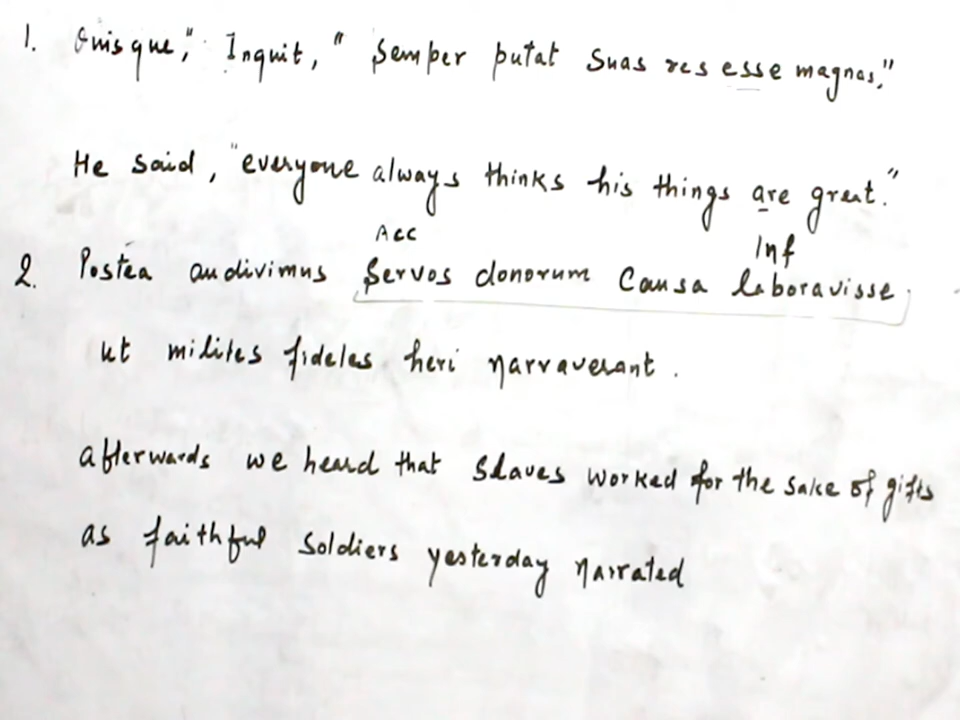 1. Quisque," Inquit, " Semper putat Suas res esse magnas."
He said, "everyone always thinks his things are great."
Acc Inf
2. Postea audivimus Servos donorum Causa laboravisse
ut milites fideles heri narraverant.
afterwards we heard that slaves worked for the sake of gifts
as faithful soldiers yesterday narrated